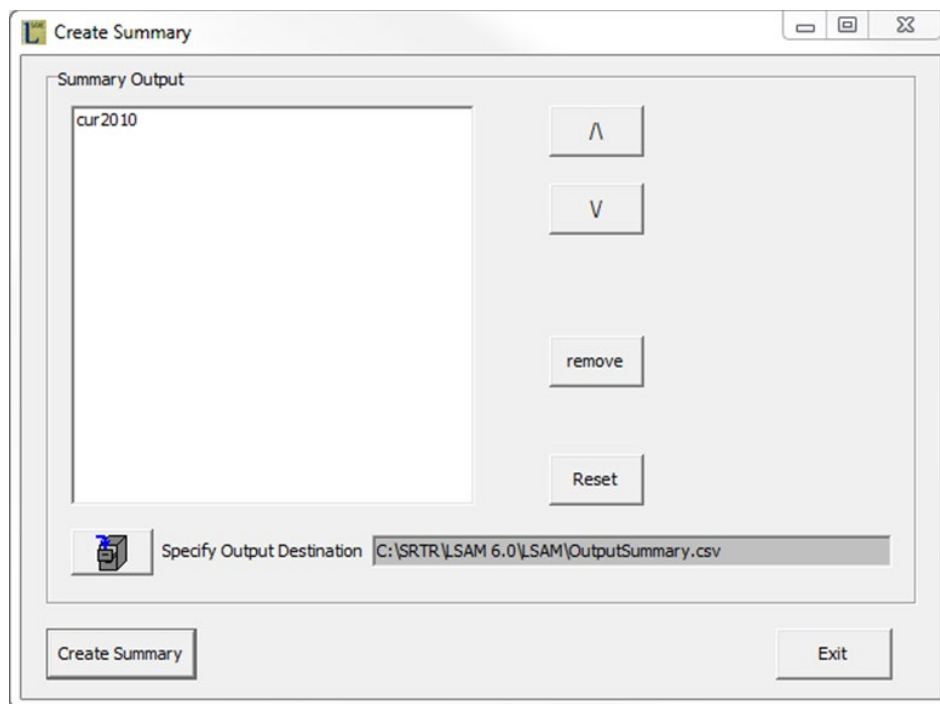 Create Summary
Summary Output
cur2010
/\
\/
remove
Reset
Specify Output Destination C:\SRTR\LSAM 6.0\LSAM\OutputSummary.csv
Create Summary Exit